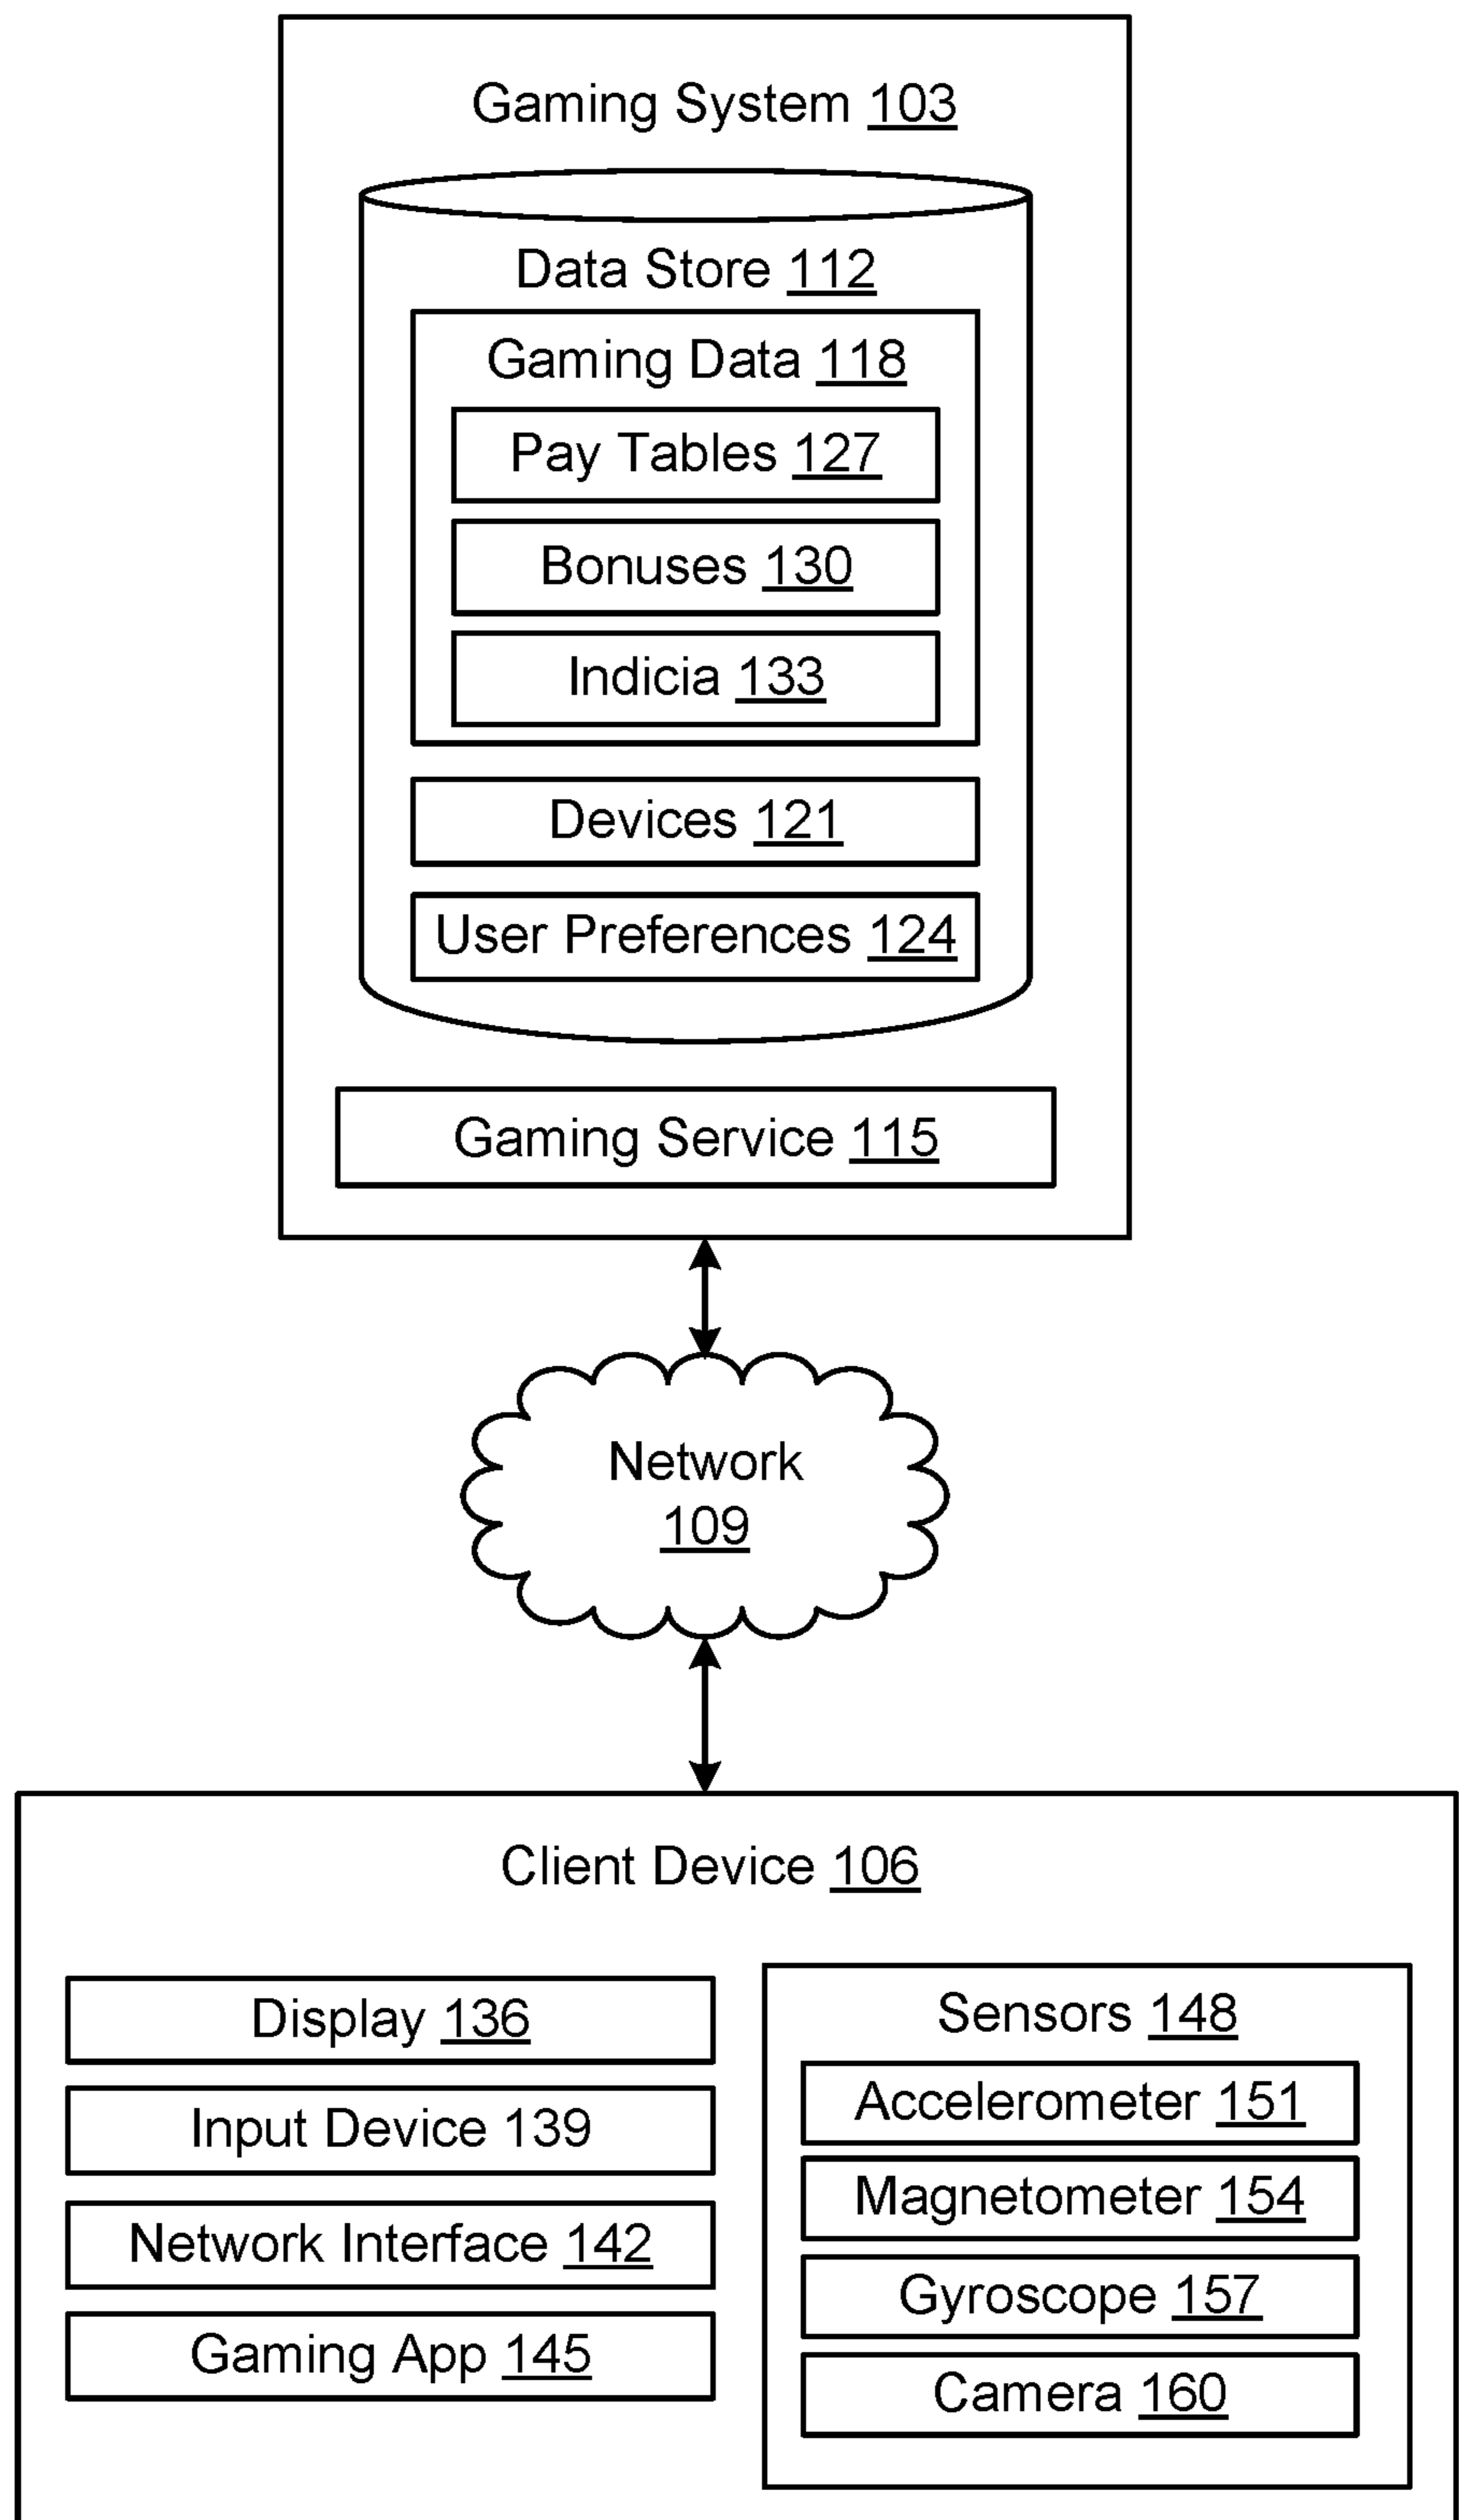 Gaming System 103
Data Store 112
Gaming Data 118
Pay Tables 127
Bonuses 130
Indicia 133
Devices 121
User Preferences 124
Gaming Service 115
Network
109
Client Device 106
Display 136
Input Device 139
Network Interface 142
Gaming App 145
Sensors 148
Accelerometer 151
Magnetometer 154
Gyroscope 157
Camera 160